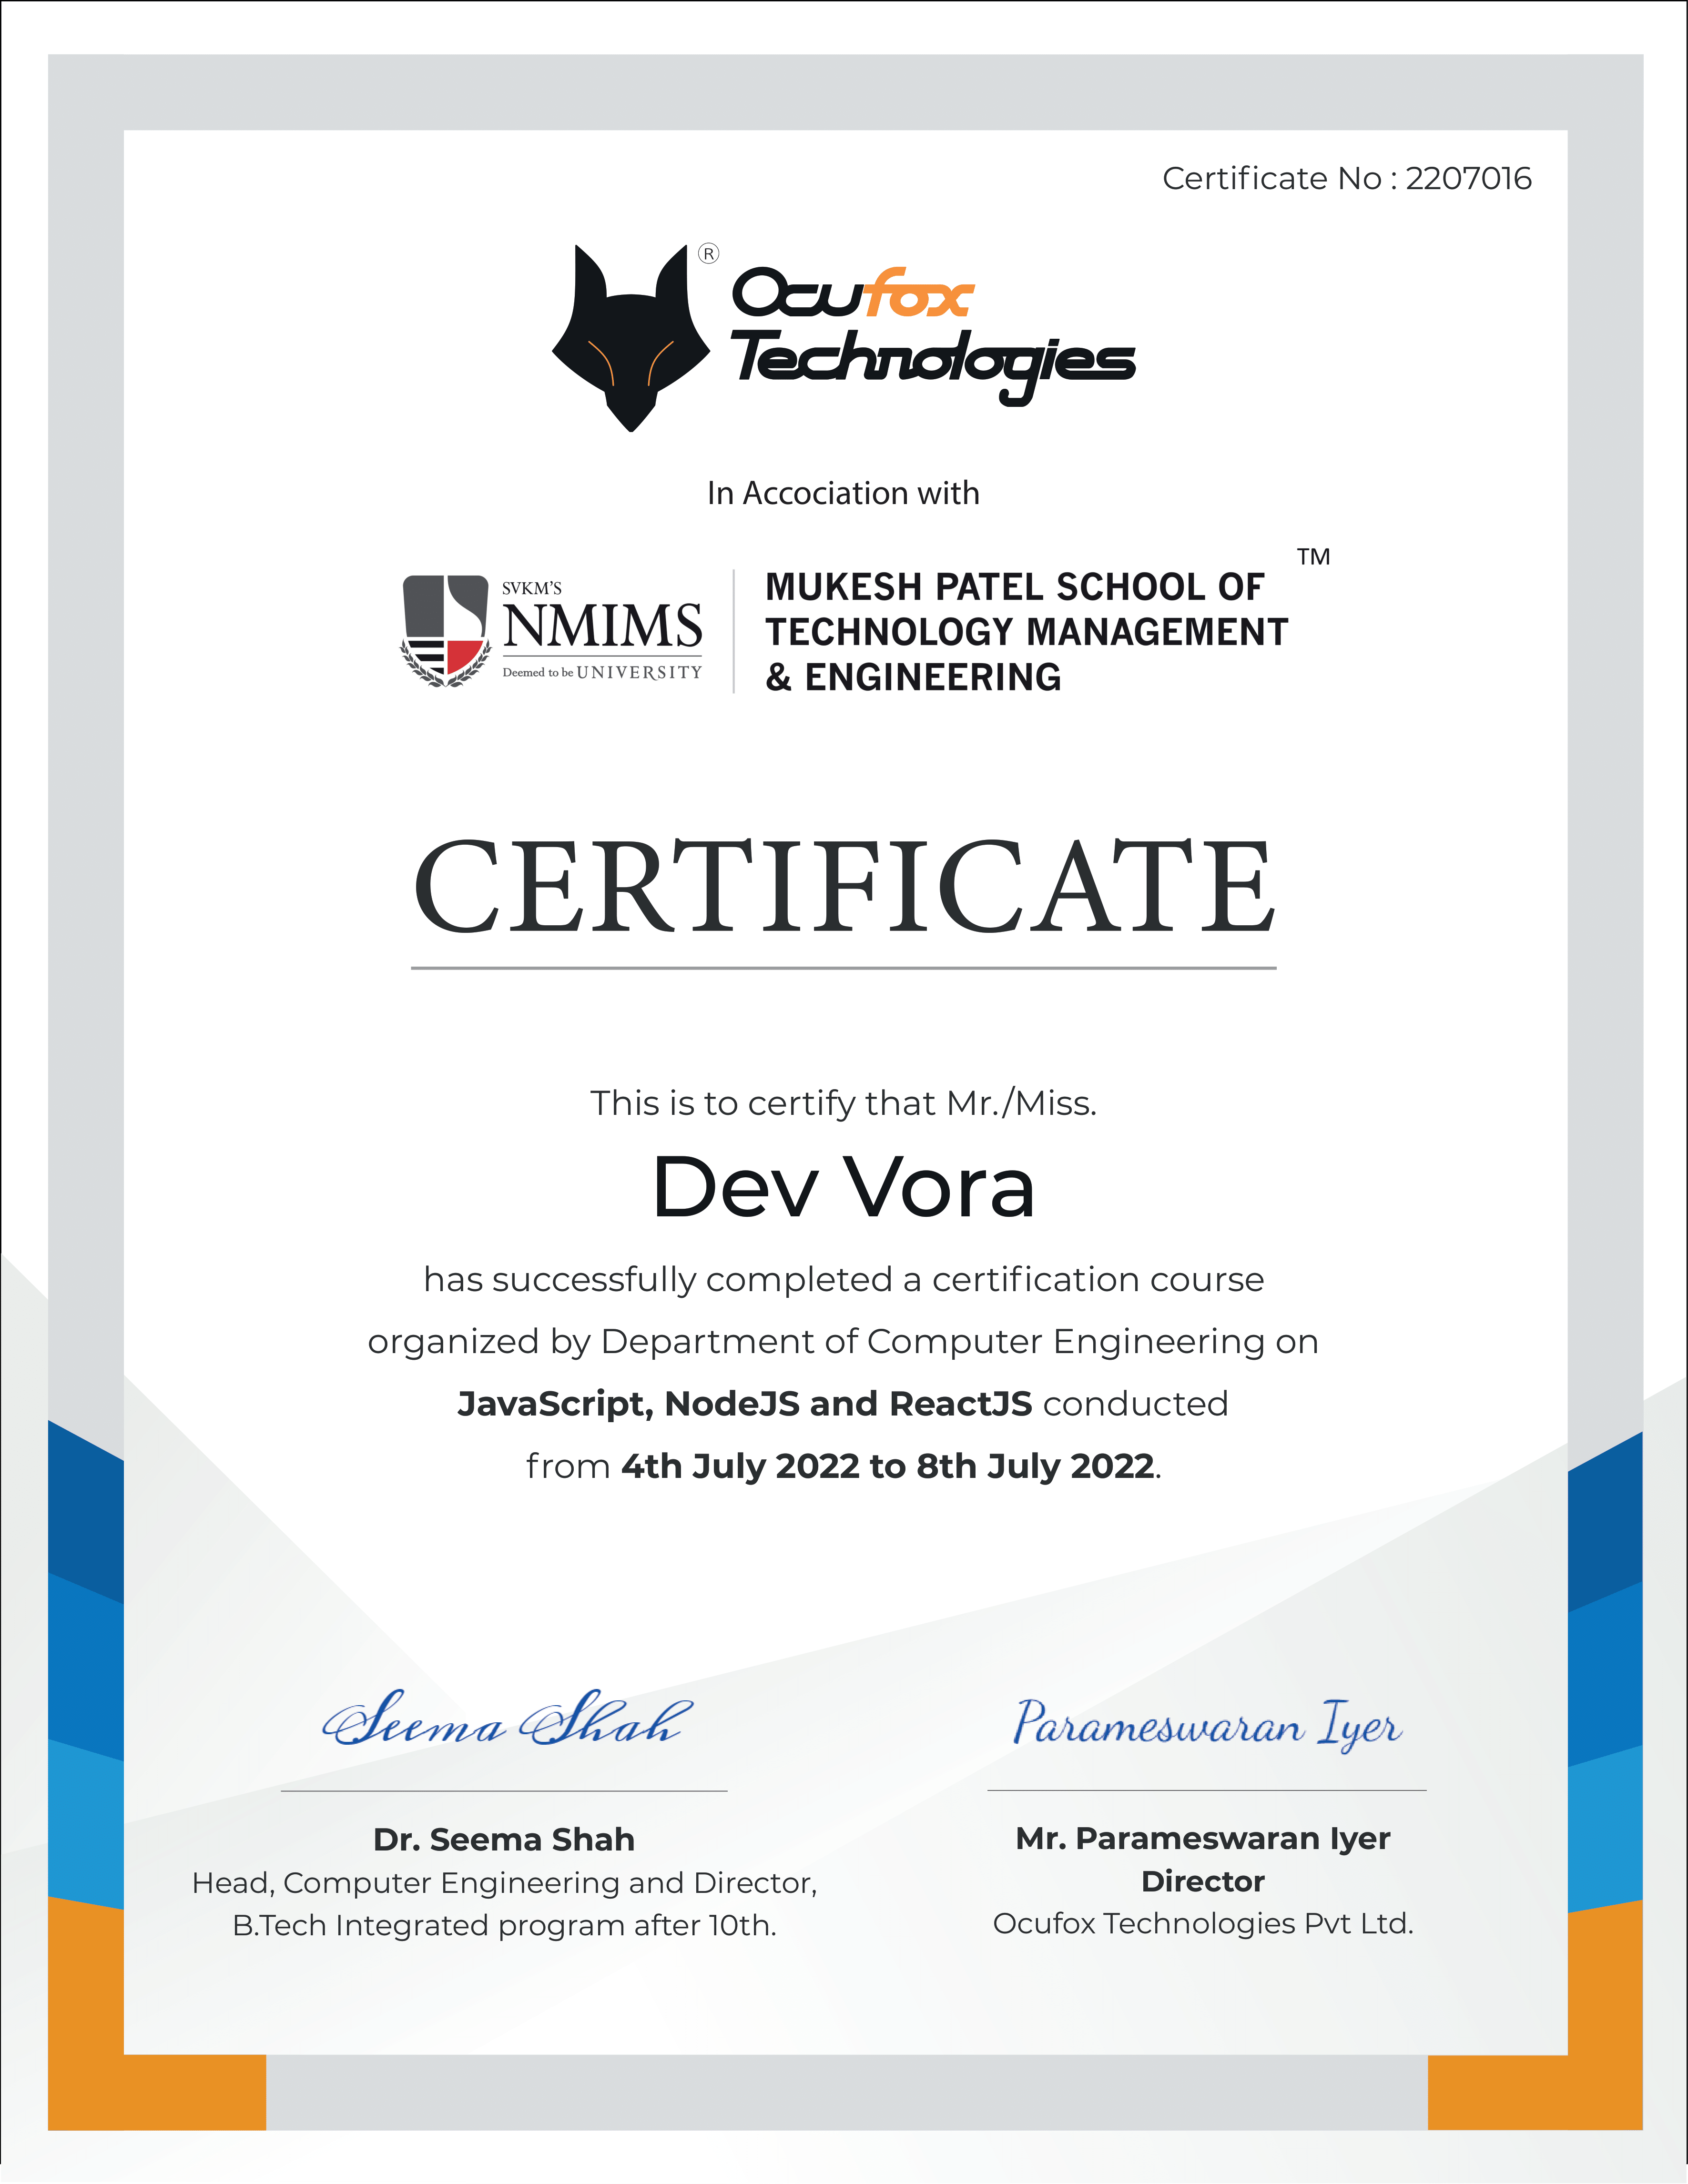 Certificate No : 2207016
®
Ocufox
Technologies
In Accociation with
SVKM'S
NMIMS
Deemed to be UNIVERSITY
MUKESH PATEL SCHOOL OF
TECHNOLOGY MANAGEMENT
& ENGINEERING
TM
CERTIFICATE
This is to certify that Mr./Miss.
Dev Vora
has successfully completed a certification course
organized by Department of Computer Engineering on
JavaScript, NodeJS and ReactJS conducted
from 4th July 2022 to 8th July 2022.
Seema Shah
Dr. Seema Shah
Head, Computer Engineering and Director,
B.Tech Integrated program after 10th.
Parameswaran Iyer
Mr. Parameswaran Iyer
Director
Ocufox Technologies Pvt Ltd.